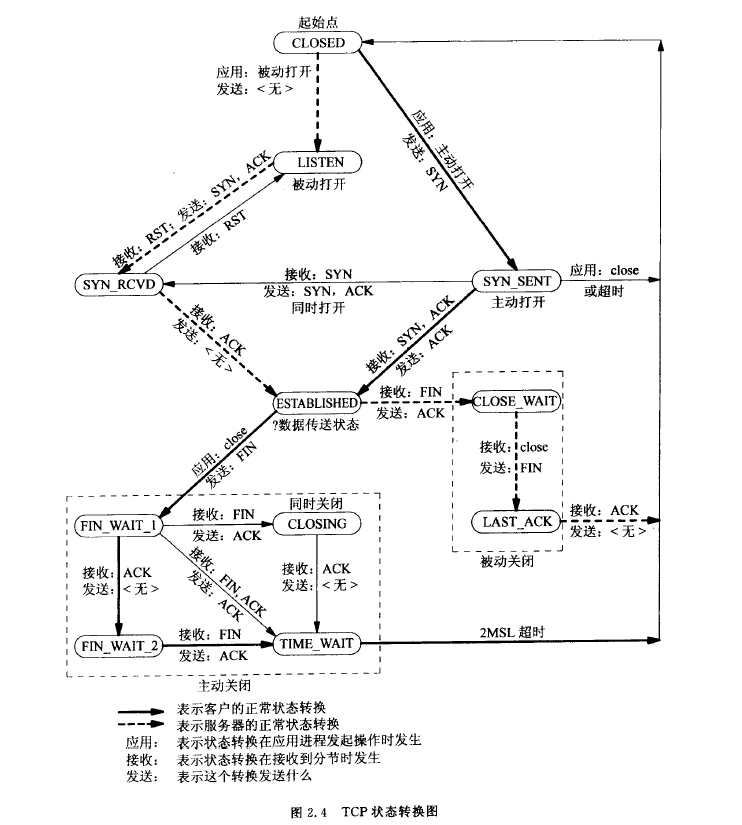 起始点
CLOSED
应用：被动打开
发送：<无>
应用：主动打开
发送：SYN
LISTEN
被动打开
接收：RST；发送：SYN，ACK
接收：RST
SYN_RCVD
接收：SYN
发送：SYN，ACK
同时打开
SYN_SENT
主动打开
应用：close
或超时
接收：ACK
发送：<无>
接收：SYN，ACK
发送：ACK
ESTABLISHED
?数据传送状态
接收：FIN
发送：ACK
CLOSE_WAIT
接收：close
发送：FIN
LAST_ACK
接收：ACK
发送：<无>
被动关闭
应用：close
发送：FIN
同时关闭
FIN_WAIT_1
接收：FIN
发送：ACK
CLOSING
接收：ACK
发送：<无>
接收：FIN,ACK
发送：ACK
接收：ACK
发送：<无>
FIN_WAIT_2
接收：FIN
发送：ACK
TIME_WAIT
2MSL 超时
主动关闭
表示客户的正常状态转换
表示服务器的正常状态转换
应用： 表示状态转换在应用进程发起操作时发生
接收： 表示状态转换在接收到分节时发生
发送： 表示这个转换发送什么
图 2.4 TCP 状态转换图